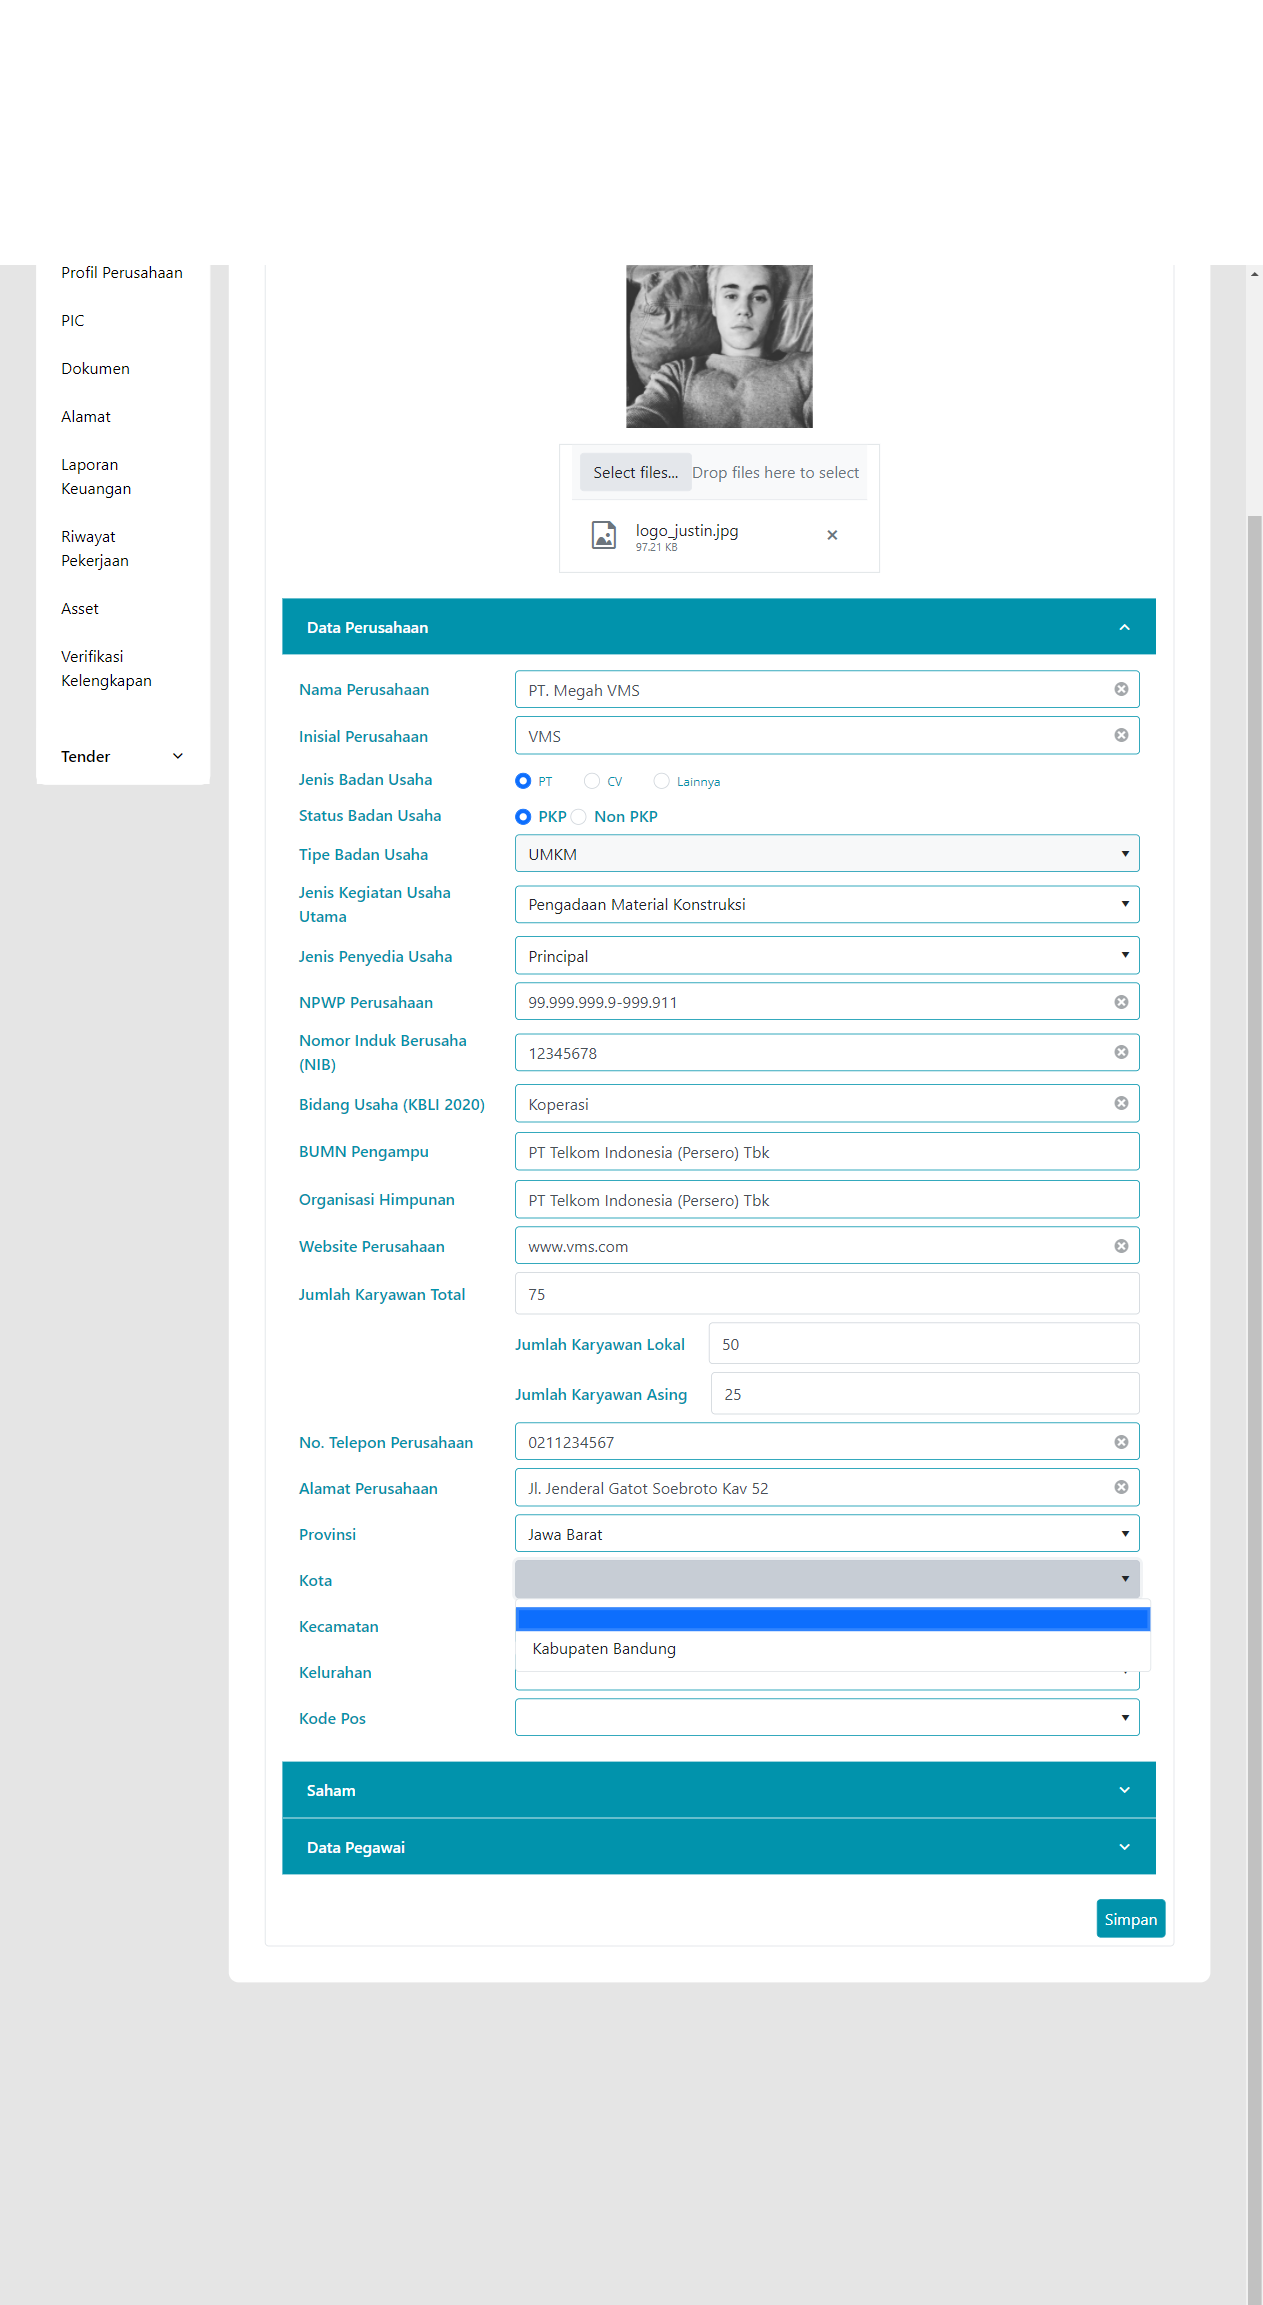 Profil Perusahaan
PIC
Dokumen
Alamat
Laporan
Keuangan
Riwayat
Pekerjaan
Asset
Verifikasi
Kelengkapan
Tender
Select files...
Drop files here to select
logo_justin.jpg
97.21 KB
Data Perusahaan
Nama Perusahaan
PT. Megah VMS
Inisial Perusahaan
VMS
Jenis Badan Usaha
PT CV Lainnya
Status Badan Usaha
PKP Non PKP
Tipe Badan Usaha
UMKM
Jenis Kegiatan Usaha
Utama
Pengadaan Material Konstruksi
Jenis Penyedia Usaha
Principal
NPWP Perusahaan
99.999.999.9-999.911
Nomor Induk Berusaha
(NIB)
12345678
Bidang Usaha (KBLI 2020)
Koperasi
BUMN Pengampu
PT Telkom Indonesia (Persero) Tbk
Organisasi Himpunan
PT Telkom Indonesia (Persero) Tbk
Website Perusahaan
www.vms.com
Jumlah Karyawan Total
75
Jumlah Karyawan Lokal
50
Jumlah Karyawan Asing
25
No. Telepon Perusahaan
0211234567
Alamat Perusahaan
Jl. Jenderal Gatot Soebroto Kav 52
Provinsi
Jawa Barat
Kota
Kecamatan
Kabupaten Bandung
Kelurahan
Kode Pos
Saham
Data Pegawai
Simpan